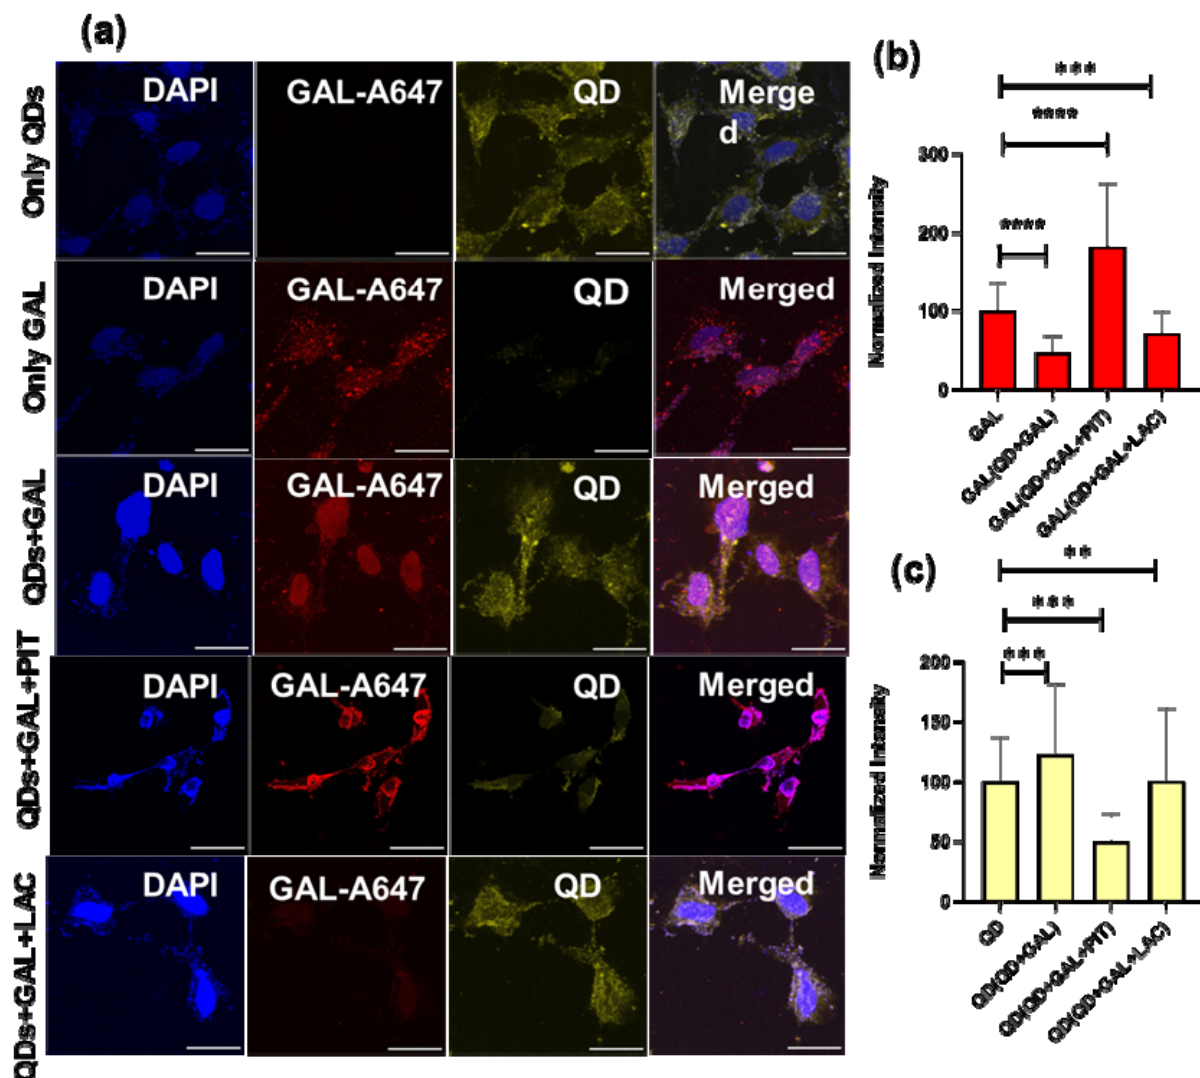 (a)
Only QDs
DAPI
GAL-A647
QD
Merge
d
Only GAL
DAPI
GAL-A647
QD
Merged
QDs+GAL
DAPI
GAL-A647
QD
Merged
QDs+GAL+PIT
DAPI
GAL-A647
QD
Merged
QDs+GAL+LAC
DAPI
GAL-A647
QD
Merged
(b)
***
****
****
Normalized Intensity
300
200
100
0
GAL
GAL(QD+GAL)
GAL(QD+GAL+PIT)
GAL(QD+GAL+LAC)
(c)
**
***
***
Normalized Intensity
200
150
100
50
0
QD
QD(QD+GAL)
QD(QD+GAL+PIT)
QD(QD+GAL+LAC)